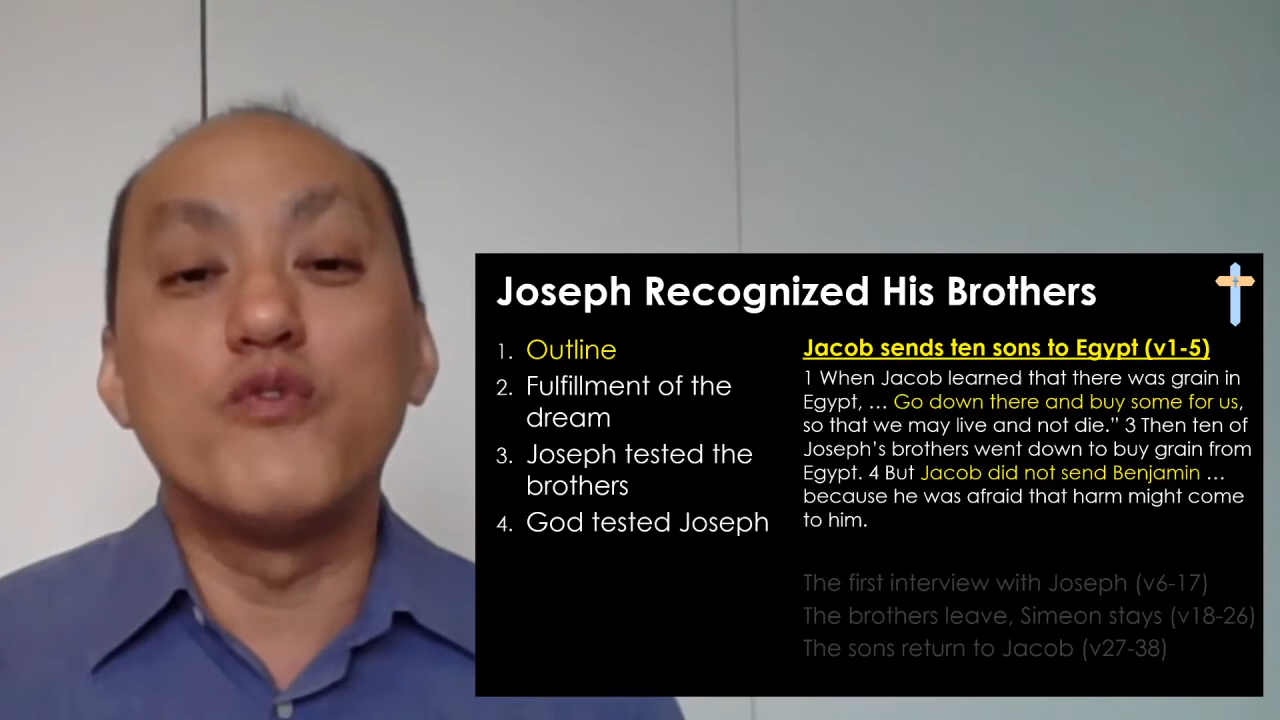 Joseph Recognized His Brothers
1. Outline
2. Fulfillment of the
dream
3. Joseph tested the
brothers
4. God tested Joseph
Jacob sends ten sons to Egypt (v1-5)
1 When Jacob learned that there was grain in
Egypt, … Go down there and buy some for us,
so that we may live and not die.” 3 Then ten of
Joseph’s brothers went down to buy grain from
Egypt. 4 But Jacob did not send Benjamin …
because he was afraid that harm might come
to him.
The first interview with Joseph (v6-17)
The brothers leave, Simeon stays (v18-26)
The sons return to Jacob (v27-38)